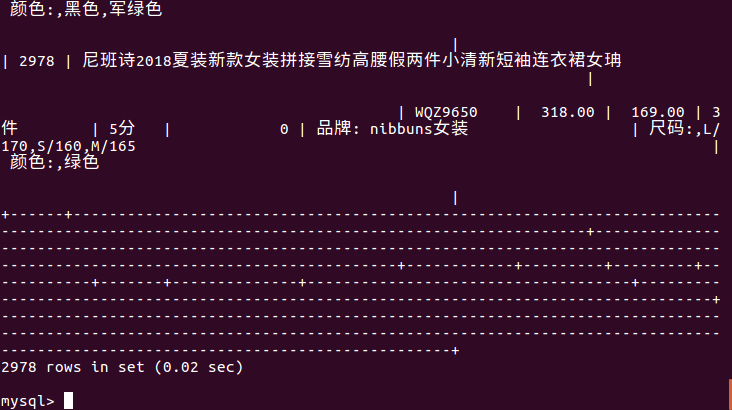 颜色:,黑色,军绿色
|
| 2978 | 尼班诗2018夏装新款女装拼接雪纺高腰假两件小清新短袖连衣裙女珃
|
| WQZ9650    |  318.00 |  169.00 | 3
件        | 5分   |            0 | 品牌: nibbuns女装                  | 尺码:,L/
170,S/160,M/165                                                                |
颜色:,绿色
|
+------+------------------------------------------------------------------------
-----------------------------------------------------------------+--------------
--------------------------------------------------------------------------------
--------------------------------------------+------------+---------+---------+--
----------+-------+--------------+------------------------------------+---------
-------------------------------------------------------------------------------+
--------------------------------------------------------------------------------
--------------------------------------------------------------------------------
--------------------------------------------------+
2978 rows in set (0.02 sec)
mysql>